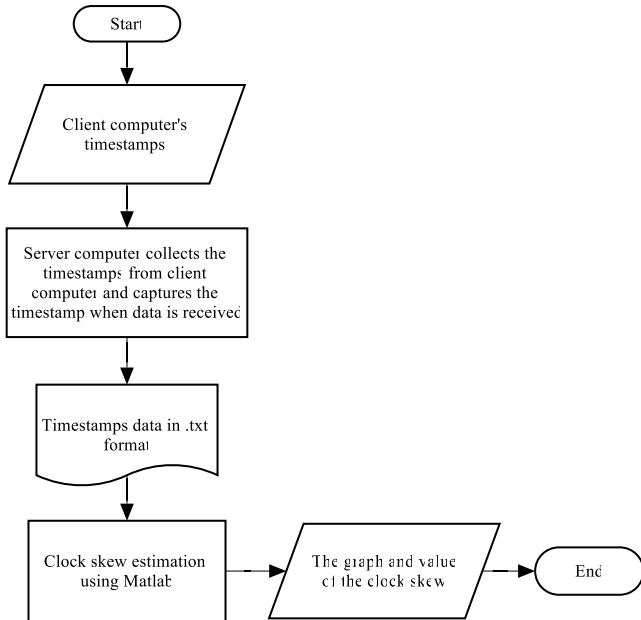 Start
Client computer's
timestamps
Server computer collects the
timestamps from client
computer and captures the
timestamp when data is received
Timestamps data in .txt
format
Clock skew estimation
using Matlab
The graph and value
of the clock skew
End